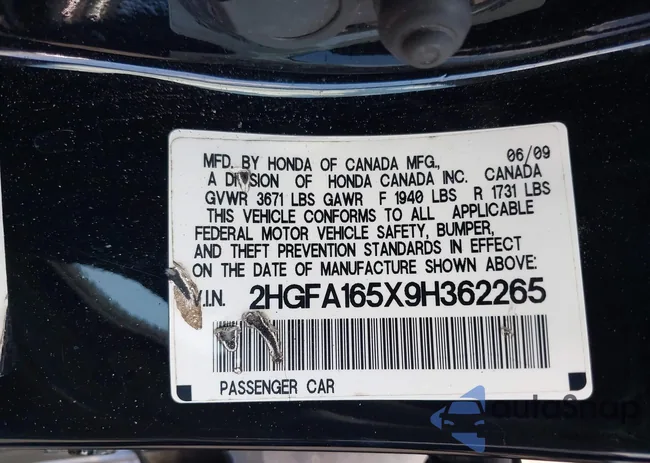 MFD. BY HONDA OF CANADA MFG., 06/09
A DIVISION OF HONDA CANADA INC. CANADA
GVWR 3671 LBS GAWR F 1940 LBS R 1731 LBS
THIS VEHICLE CONFORMS TO ALL APPLICABLE
FEDERAL MOTOR VEHICLE SAFETY, BUMPER,
AND THEFT PREVENTION STANDARDS IN EFFECT
ON THE DATE OF MANUFACTURE SHOWN ABOVE:
V.I.N. 2HGFA165X9H362265
PASSENGER CAR
autaShop